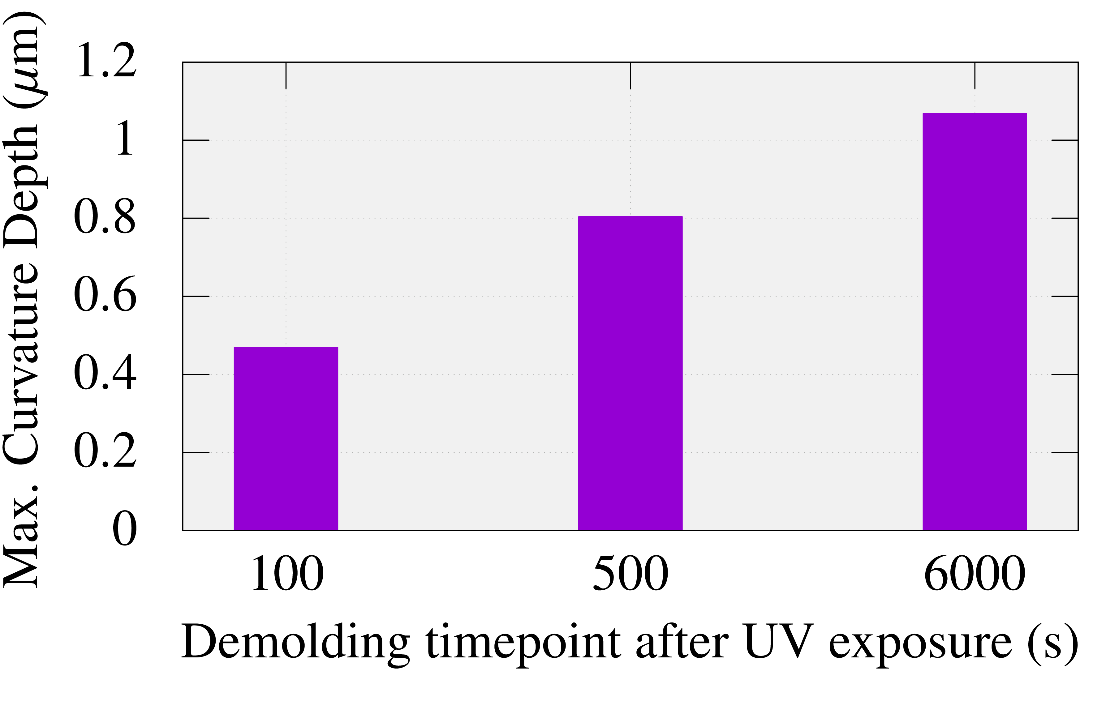 Max. Curvature Depth (μm)
1.2
1
0.8
0.6
0.4
0.2
0
100 500 6000
Demolding timepoint after UV exposure (s)